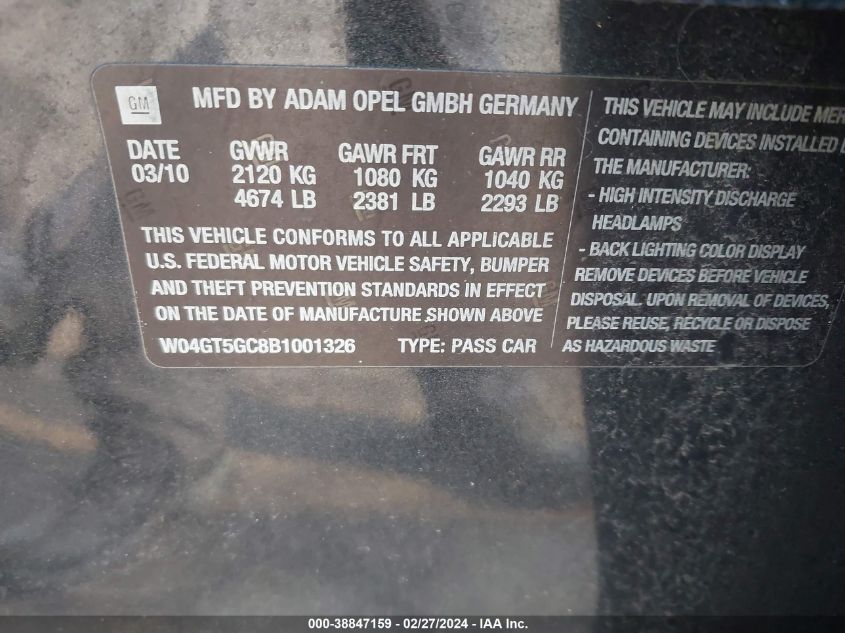 GM
MFD BY ADAM OPEL GMBH GERMANY
DATE GVWR GAWR FRT GAWR RR
03/10 2120 KG 1080 KG 1040 KG
4674 LB 2381 LB 2293 LB
THIS VEHICLE CONFORMS TO ALL APPLICABLE
U.S. FEDERAL MOTOR VEHICLE SAFETY, BUMPER
AND THEFT PREVENTION STANDARDS IN EFFECT
ON THE DATE OF MANUFACTURE SHOWN ABOVE
W04GT5GC8B1001326 TYPE: PASS CAR
THIS VEHICLE MAY INCLUDE MER
CONTAINING DEVICES INSTALLED
THE MANUFACTURER:
- HIGH INTENSITY DISCHARGE
HEADLAMPS
- BACK LIGHTING COLOR DISPLAY
REMOVE DEVICES BEFORE VEHICLE
DISPOSAL. UPON REMOVAL OF DEVICES,
PLEASE REUSE, RECYCLE OR DISPOSE
AS HAZARDOUS WASTE
000-38847159 - 02/27/2024 - IAA Inc.